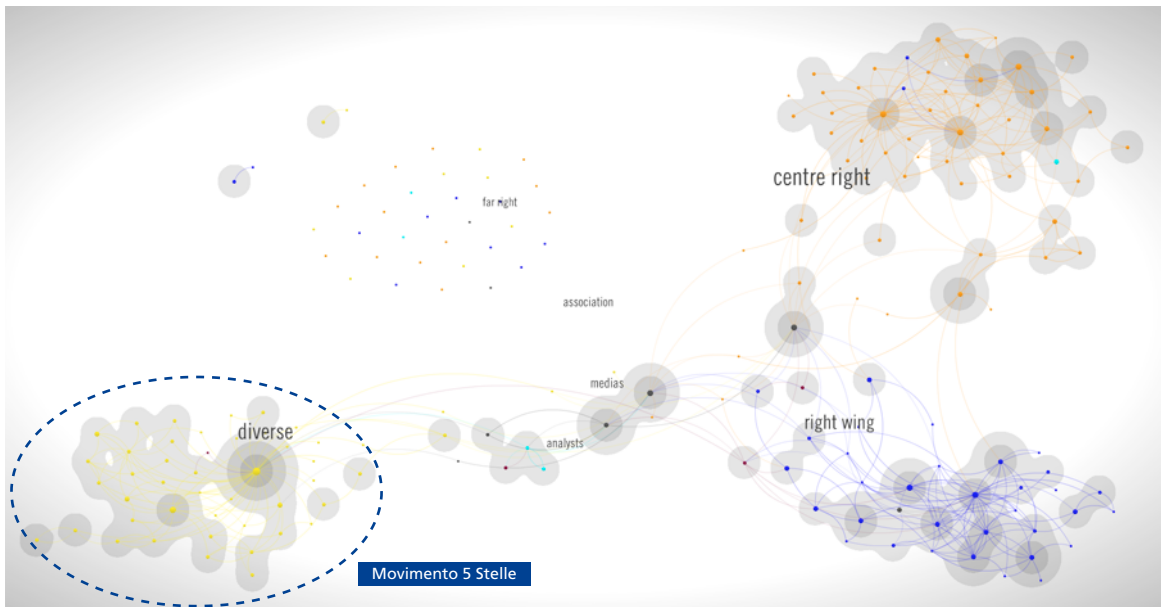 centre right
far right
association
medias
diverse
right wing
analysts
Movimento 5 Stelle